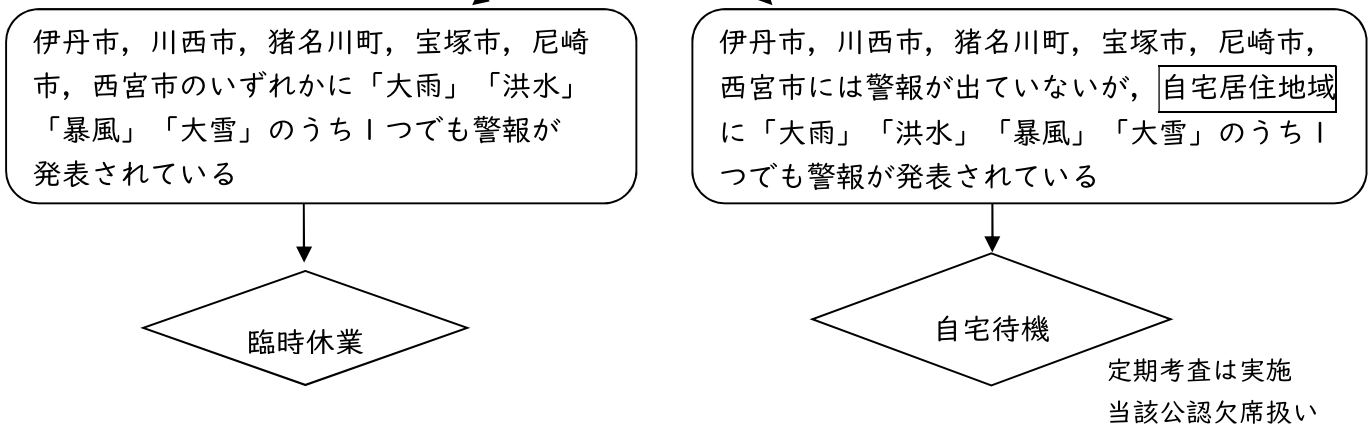 伊丹市，川西市，猪名川町，宝塚市，尼崎
市，西宮市のいずれかに「大雨」「洪水」
「暴風」「大雪」のうち１つでも警報が
発表されている
伊丹市，川西市，猪名川町，宝塚市，尼崎市，
西宮市には警報が出ていないが，自宅居住地域
に「大雨」「洪水」「暴風」「大雪」のうち１
つでも警報が発表されている
臨時休業
自宅待機
定期考査は実施
当該公認欠席扱い